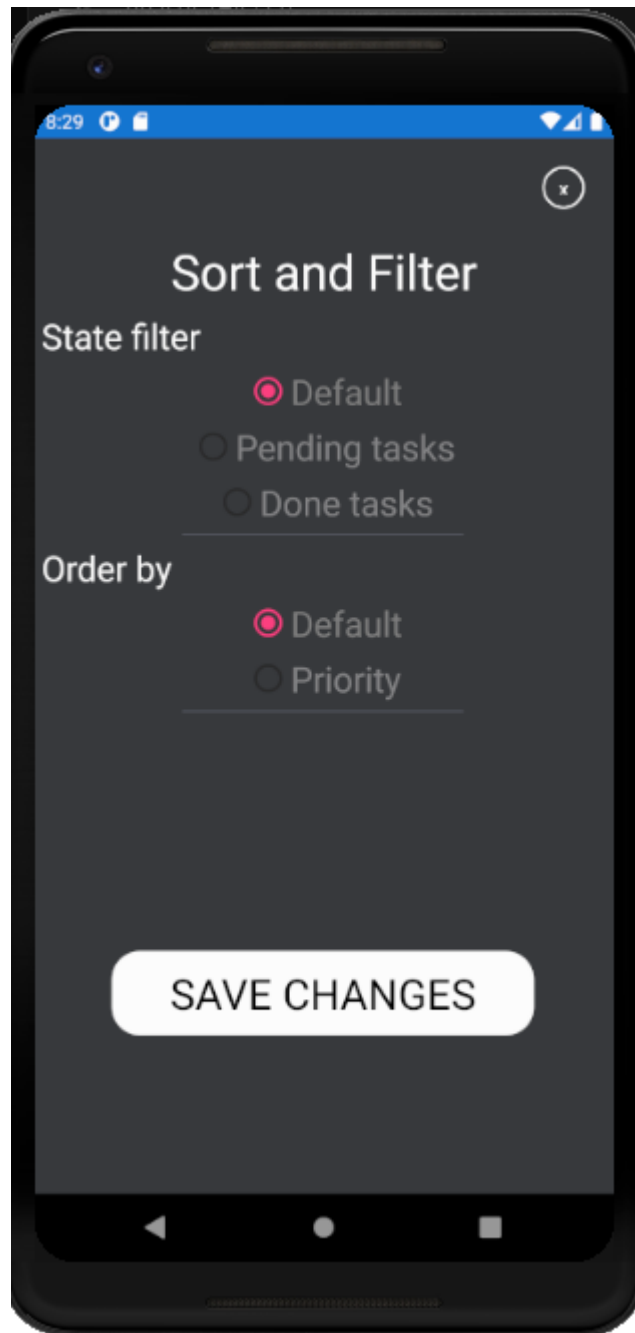 8:29
x
Sort and Filter
State filter
Default
Pending tasks
Done tasks
Order by
Default
Priority
SAVE CHANGES